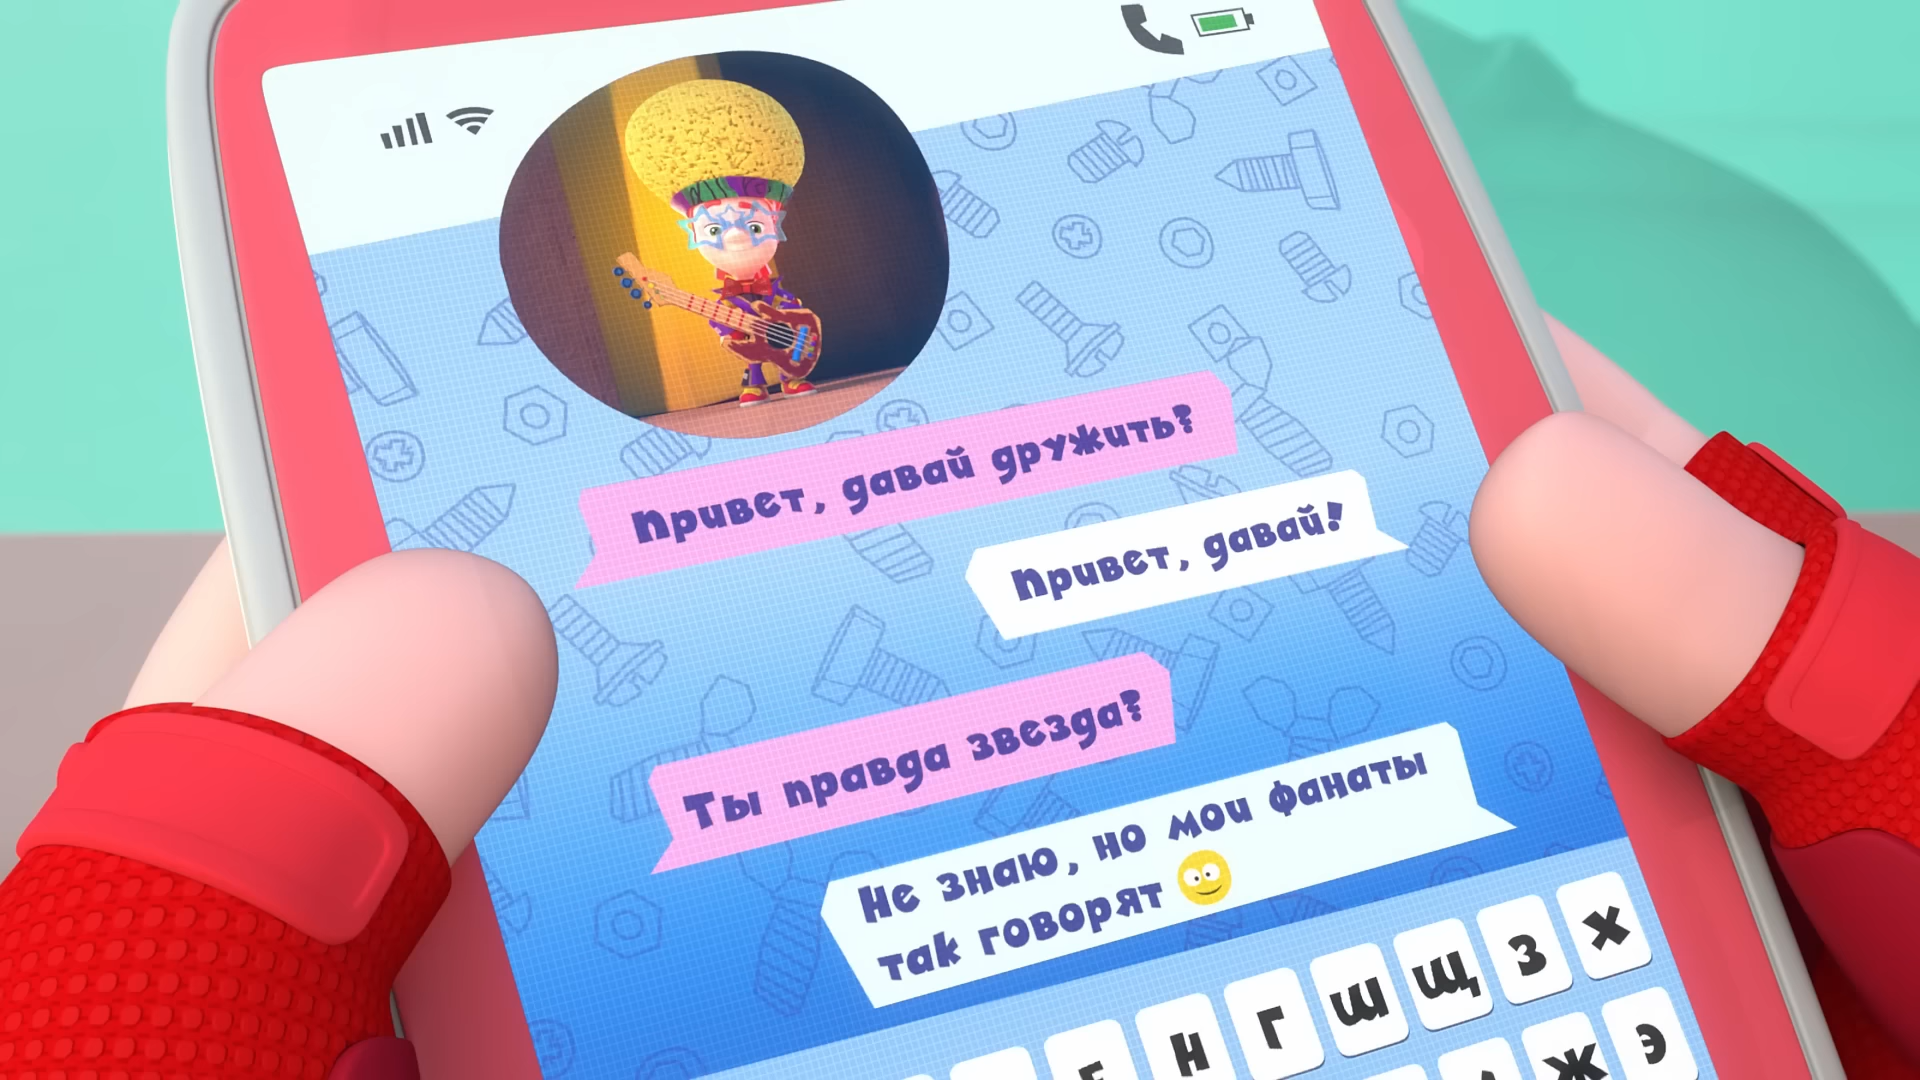 Привет, давай дружить?
Привет, давай!
Ты правда звезда?
Не знаю, но мои фанаты
так говорят
Н Г Ш Щ З Х
Ж Э